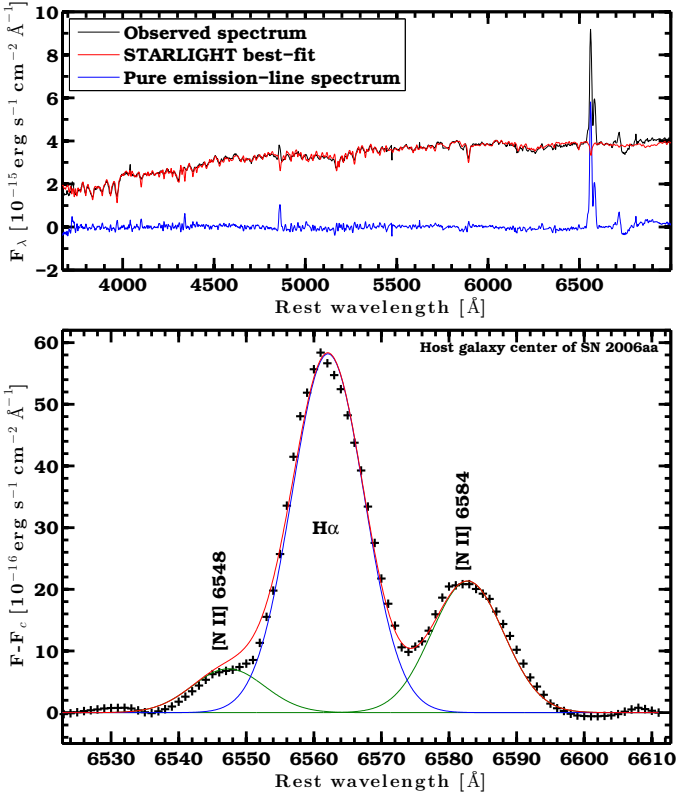 F_λ [10⁻¹⁵ erg s⁻¹ cm⁻² Å⁻¹]
10
8
6
4
2
0
−2
Observed spectrum
STARLIGHT best−fit
Pure emission−line spectrum
4000 4500 5000 5500 6000 6500
Rest wavelength [Å]
F-F_c [10⁻¹⁶ erg s⁻¹ cm⁻² Å⁻¹]
60
50
40
30
20
10
0
Host galaxy center of SN 2006aa
[N II] 6548
Hα
[N II] 6584
6530 6540 6550 6560 6570 6580 6590 6600 6610
Rest wavelength [Å]